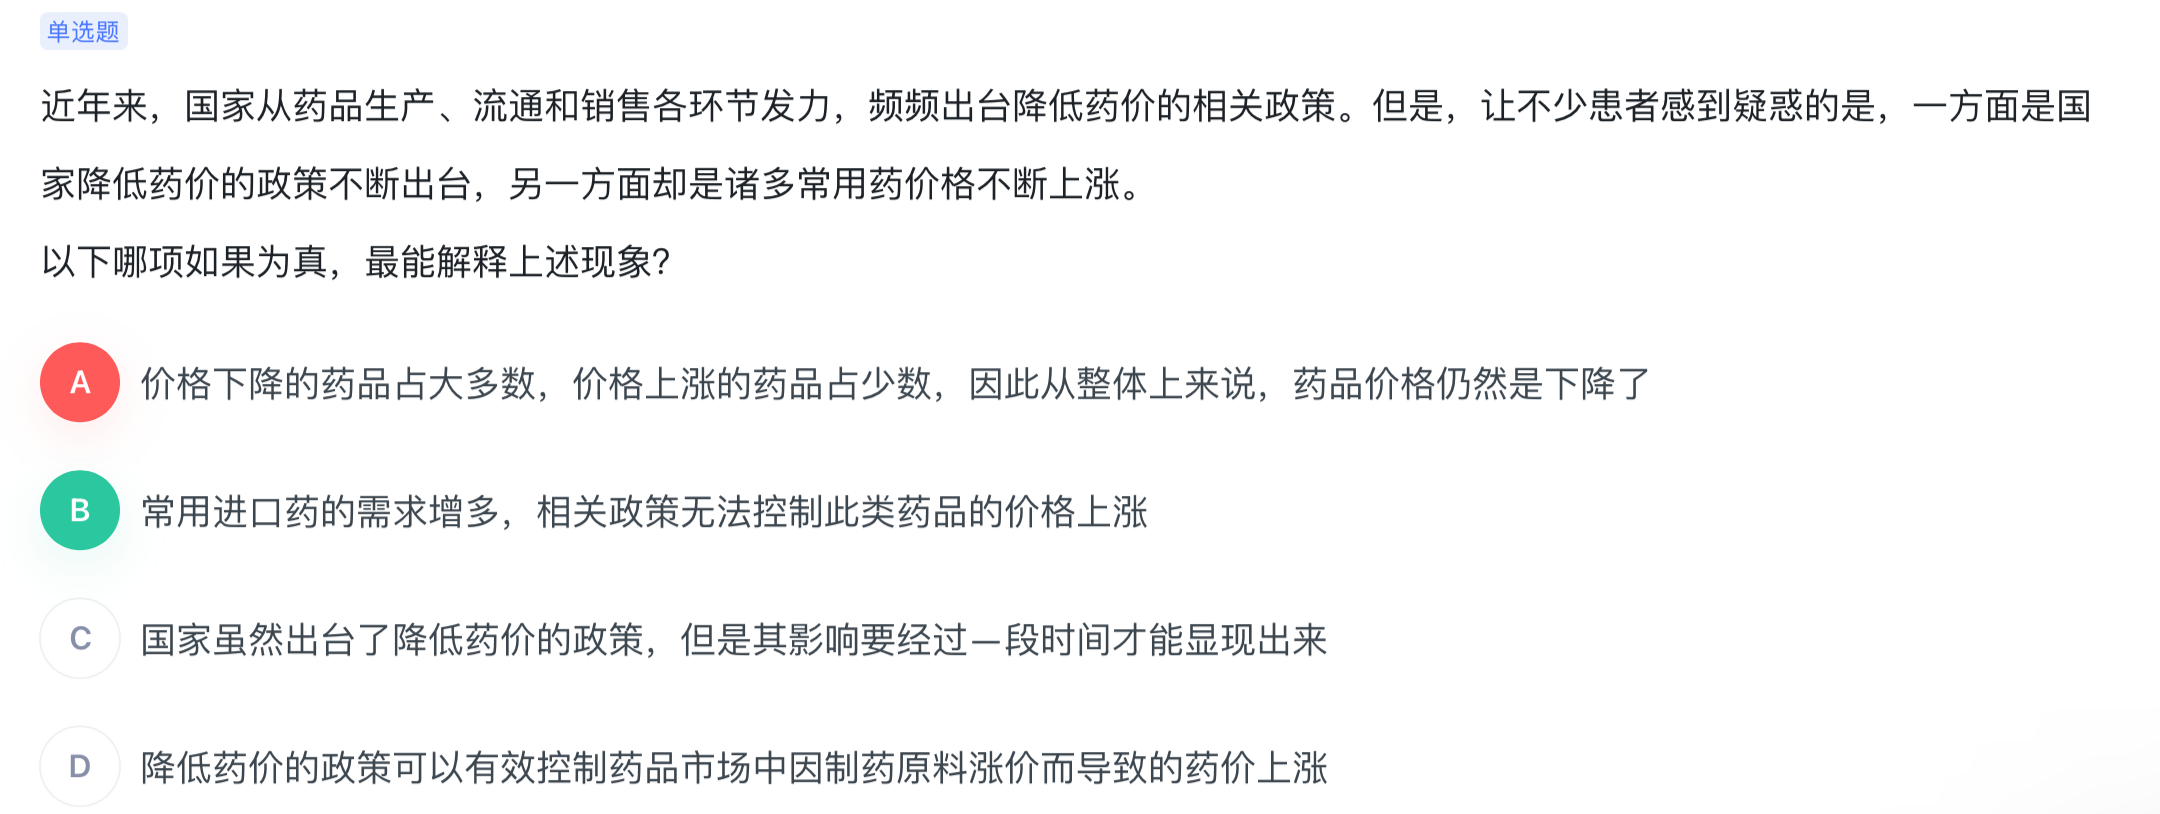 单选题
近年来，国家从药品生产、流通和销售各环节发力，频频出台降低药价的相关政策。但是，让不少患者感到疑惑的是，一方面是国
家降低药价的政策不断出台，另一方面却是诸多常用药价格不断上涨。
以下哪项如果为真，最能解释上述现象?
A 价格下降的药品占大多数，价格上涨的药品占少数，因此从整体上来说，药品价格仍然是下降了
B 常用进口药的需求增多，相关政策无法控制此类药品的价格上涨
C 国家虽然出台了降低药价的政策，但是其影响要经过一段时间才能显现出来
D 降低药价的政策可以有效控制药品市场中因制药原料涨价而导致的药价上涨